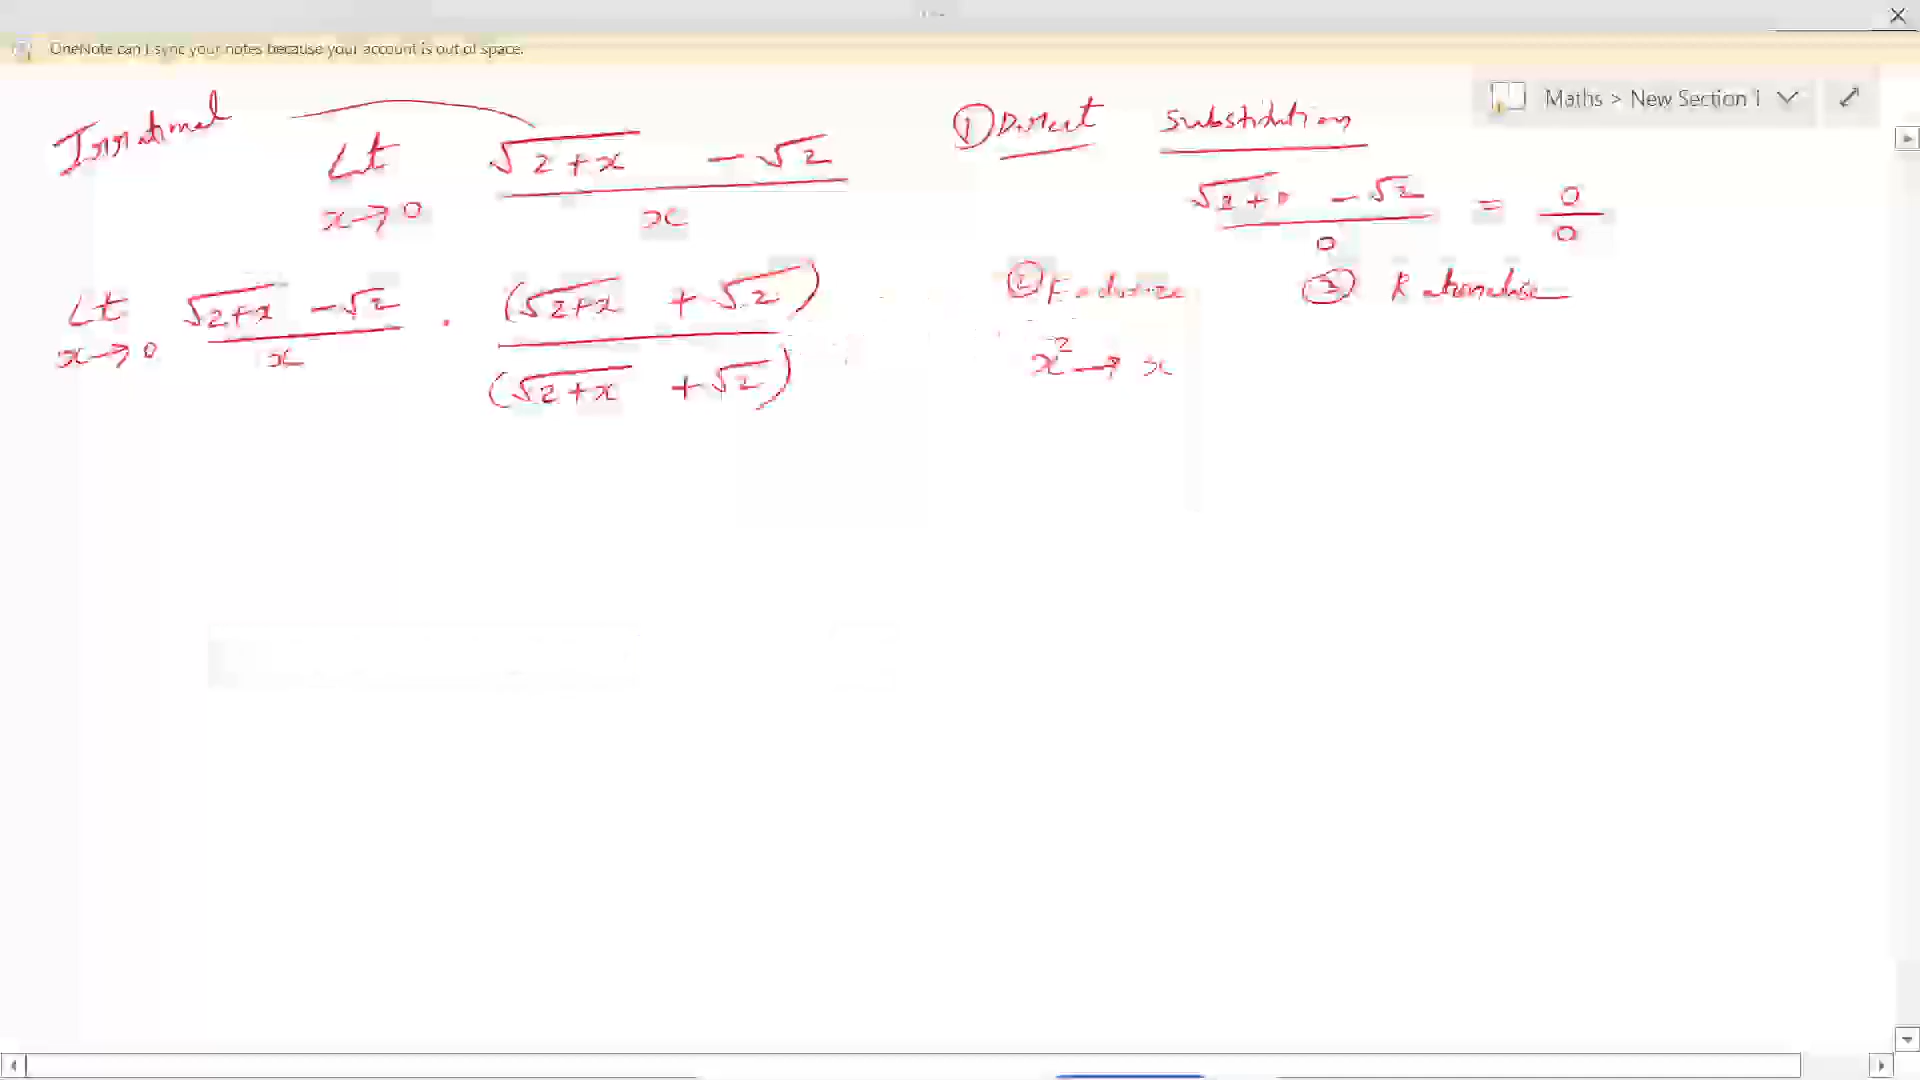 OneNote can't sync your notes because your account is out of space.
Maths > New Section 1
Irrational
Lt x→0 (√(2+x) - √2) / x
① Direct Substitution
(√(2+0) - √2) / 0 = 0/0
② Factorize ③ Rationalise
Lt x→0 (√(2+x) - √2) / x . (√(2+x) + √2) / (√(2+x) + √2)
x² → x